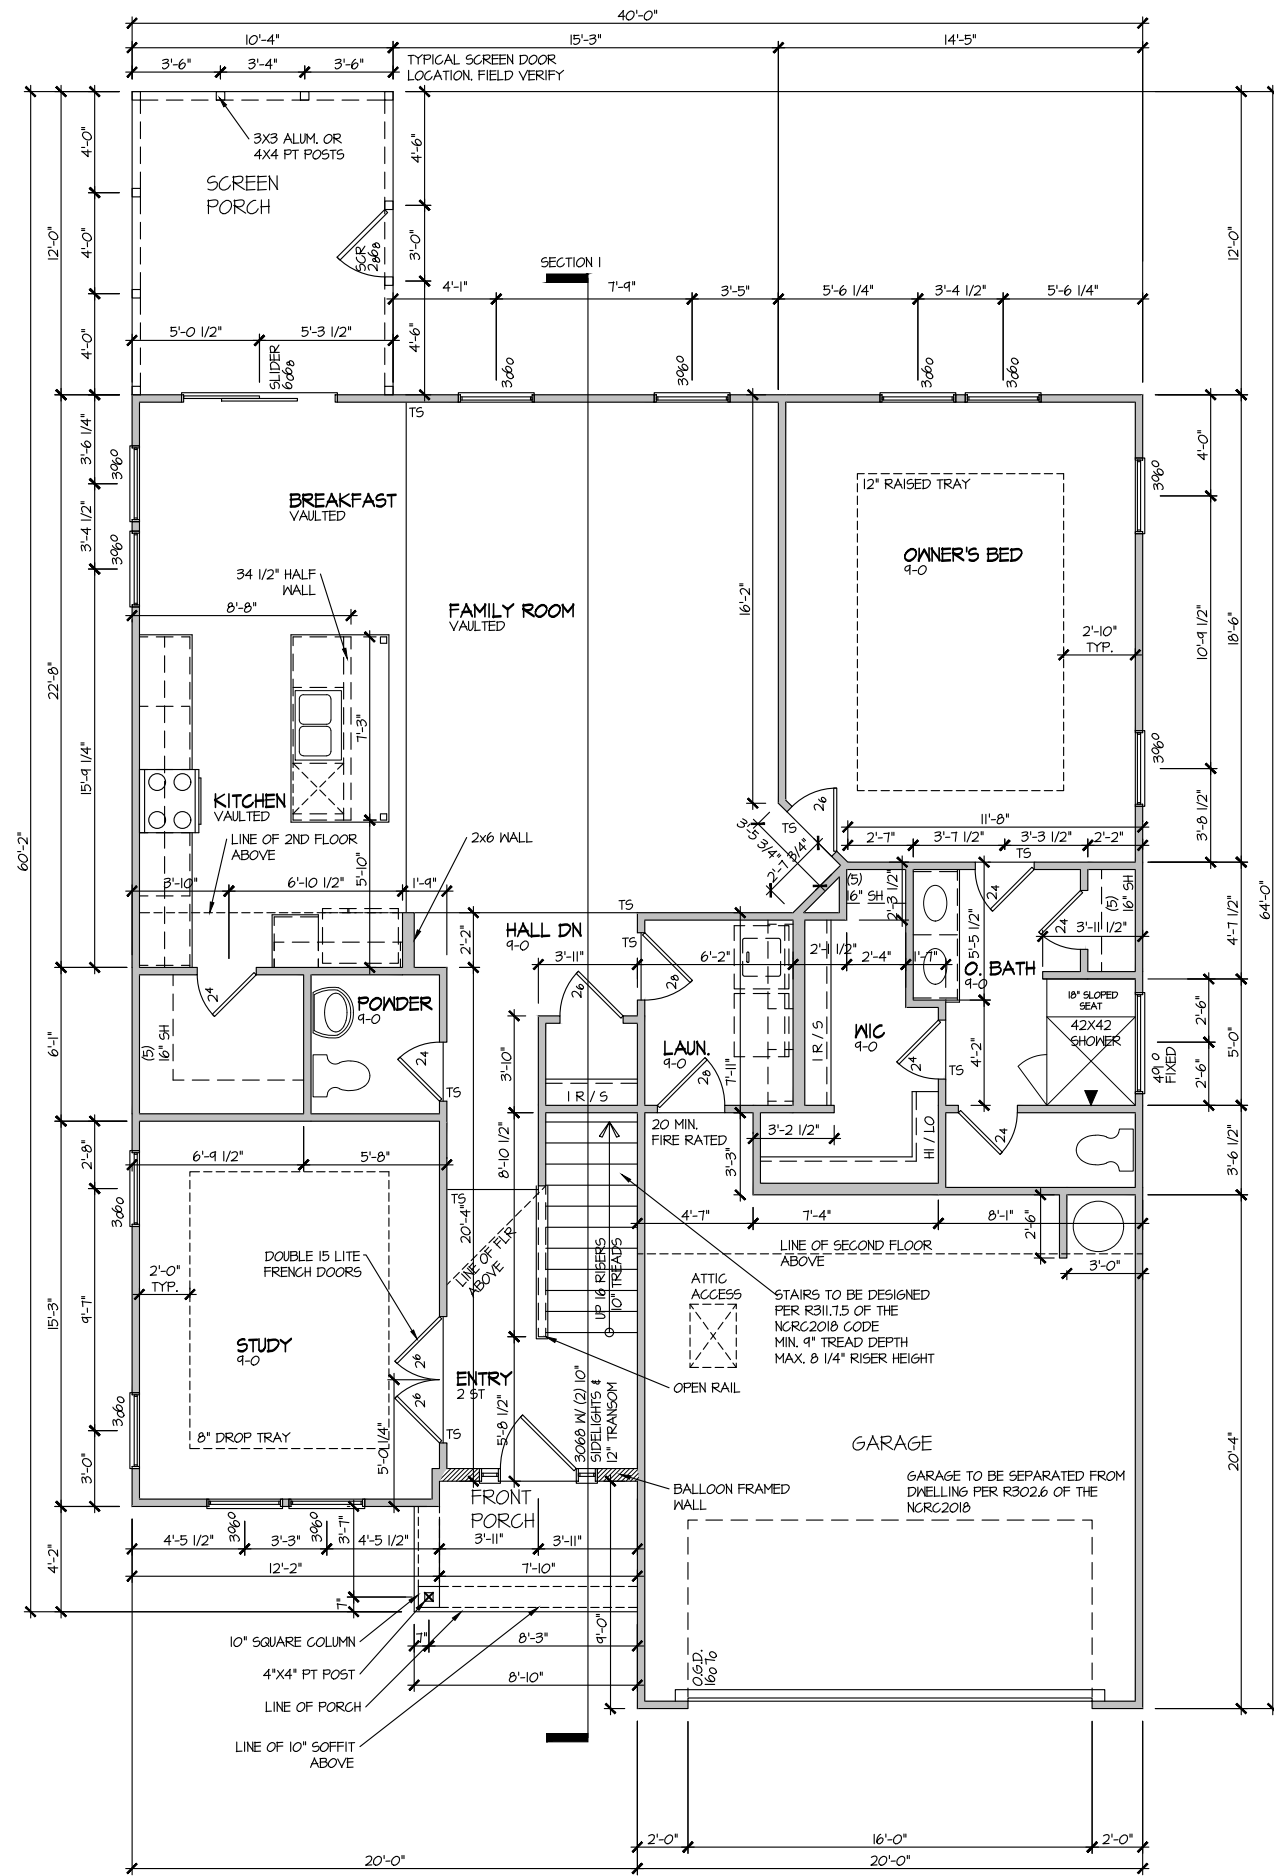 40'-0"
10'-4"
15'-3"
14'-5"
3'-6"
3'-4"
3'-6"
TYPICAL SCREEN DOOR
LOCATION. FIELD VERIFY
3X3 ALUM. OR
4X4 PT POSTS
SCREEN
PORCH
4'-0"
4'-0"
4'-0"
12'-0"
4'-6"
3'-0"
4'-6"
SCR
2868
12'-0"
SECTION 1
4'-1"
7'-9"
3'-5"
5'-6 1/4"
3'-4 1/2"
5'-6 1/4"
5'-0 1/2"
5'-3 1/2"
SLIDER
6068
3060
3060
3060
3060
TS
3'-6 1/4"
3060
3'-4 1/2"
3060
BREAKFAST
VAULTED
12" RAISED TRAY
OWNER'S BED
9-0
4'-0"
3060
34 1/2" HALF
WALL
8'-8"
FAMILY ROOM
VAULTED
16'-2"
2'-10"
TYP.
10'-9 1/2"
18'-6"
22'-8"
15'-9 1/4"
7'-3"
3060
3'-8 1/2"
KITCHEN
VAULTED
LINE OF 2ND FLOOR
ABOVE
2x6 WALL
26
TS
3'-5 3/4"
2'-7 3/4"
11'-8"
2'-7"
3'-7 1/2"
3'-3 1/2"
2'-2"
TS
60'-2"
64'-0"
3'-10"
6'-10 1/2"
5'-10"
1'-9"
TS
(5)
16" SH
2'-3 1/2"
24
24
(5)
16" SH
3'-11 1/2"
4'-7 1/2"
HALL DN
9-0
2'-2"
3'-11"
TS
28
6'-2"
2'-1 1/2"
2'-4"
1'-7"
5'-5 1/2"
O. BATH
9-0
24
POWDER
9-0
26
18" SLOPED
SEAT
42X42
SHOWER
2'-6"
2'-6"
5'-0"
4910
FIXED
6'-1"
(5)
16" SH
24
TS
3'-10"
1 R / S
LAUN.
9-0
28
7'-11"
1 R / S
WIC
9-0
24
TS
4'-2"
20 MIN.
FIRE RATED
3'-2 1/2"
3'-3"
HI / LO
24
3'-6 1/2"
2'-8"
6'-9 1/2"
5'-8"
8'-10 1/2"
3060
TS
20'-4"
LINE OF FLR
ABOVE
UP 16 RISERS
10" TREADS
4'-7"
7'-4"
8'-1"
2'-6"
3'-0"
LINE OF SECOND FLOOR
ABOVE
DOUBLE 15 LITE
FRENCH DOORS
2'-0"
TYP.
ATTIC
ACCESS
STAIRS TO BE DESIGNED
PER R311.7.5 OF THE
NCRC2018 CODE
MIN. 9" TREAD DEPTH
MAX. 8 1/4" RISER HEIGHT
15'-3"
9'-7"
STUDY
9-0
26
26
OPEN RAIL
ENTRY
2 ST
3060
8" DROP TRAY
TS
5'-0 1/4"
5'-8 1/2"
3068 W/ (2) 10"
SIDELIGHTS &
12" TRANSOM
GARAGE
20'-4"
GARAGE TO BE SEPARATED FROM
DWELLING PER R302.6 OF THE
NCRC2018
3'-0"
BALLOON FRAMED
WALL
FRONT
PORCH
4'-5 1/2"
3060
3'-3"
3060
3'-7"
4'-5 1/2"
3'-11"
3'-11"
4'-2"
12'-2"
7'-10"
7"
9'-0"
10" SQUARE COLUMN
7"
8'-3"
4"X4" PT POST
8'-10"
O.G.D.
16070
LINE OF PORCH
LINE OF 10" SOFFIT
ABOVE
2'-0"
16'-0"
2'-0"
20'-0"
20'-0"